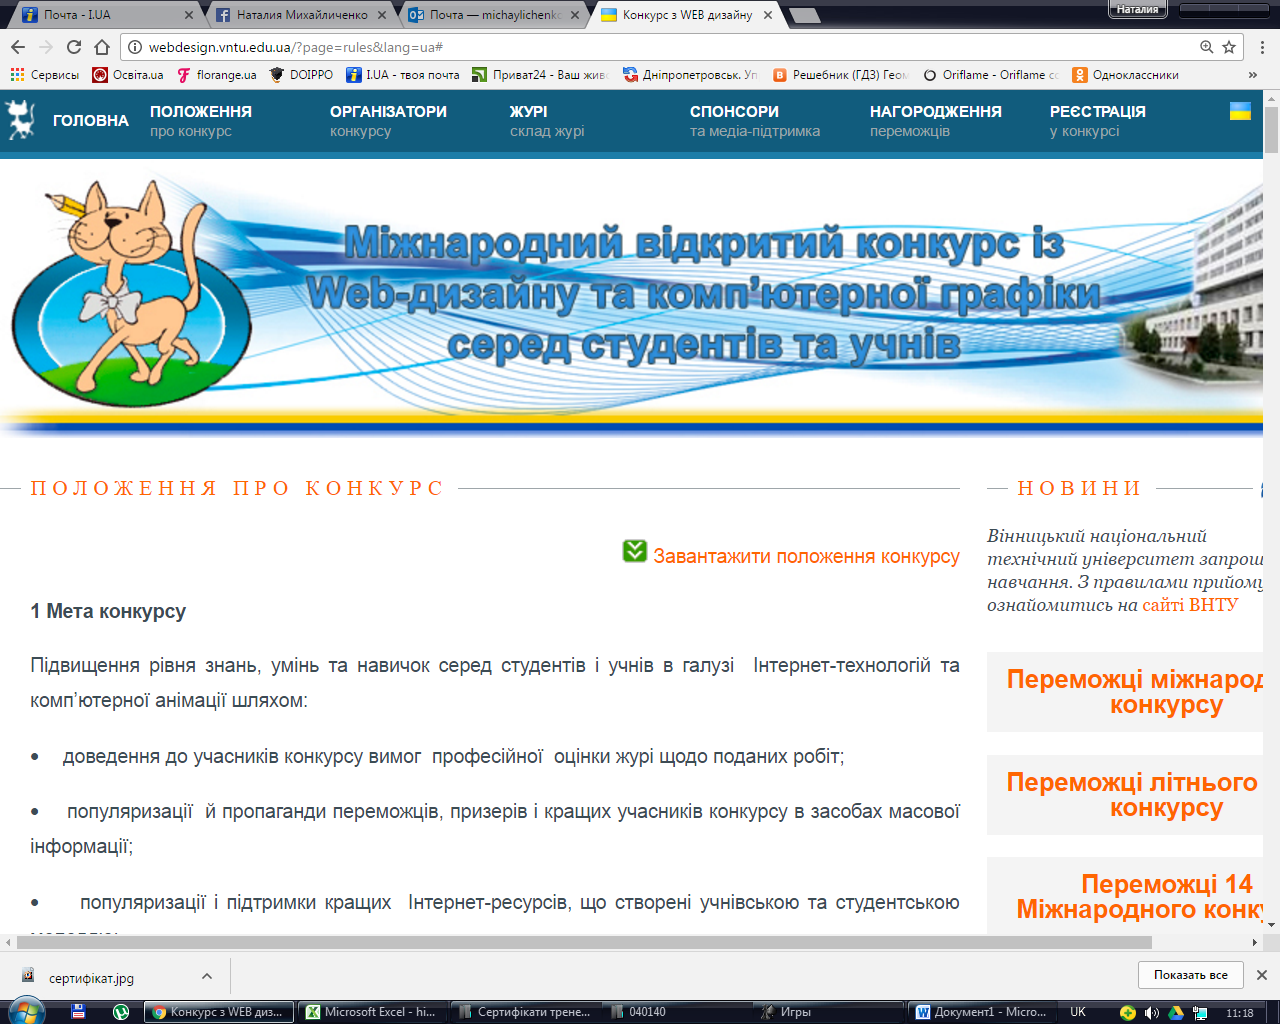 Почта - I.UA
Наталия Михайличенко
Почта — michaylichenko
Конкурс з WEB дизайну
Наталия
webdesign.vntu.edu.ua/?page=rules&lang=ua#
Сервисы
Освіта.ua
florange.ua
DOIPPO
I.UA - твоя почта
Приват24 - Ваш жив
Дніпропетровськ. Уп
Решебник (ГДЗ) Геом
Oriflame - Oriflame co
Одноклассники
»
ГОЛОВНА
ПОЛОЖЕННЯ
про конкурс
ОРГАНІЗАТОРИ
конкурсу
ЖУРІ
склад журі
СПОНСОРИ
та медіа-підтримка
НАГОРОДЖЕННЯ
переможців
РЕЄСТРАЦІЯ
у конкурсі
Міжнародний відкритий конкурс із
Web-дизайну та комп'ютерної графіки
серед студентів та учнів
ПОЛОЖЕННЯ ПРО КОНКУРС
Завантажити положення конкурсу
1 Мета конкурсу
Підвищення рівня знань, умінь та навичок серед студентів і учнів в галузі Інтернет-технологій та
комп'ютерної анімації шляхом:
• доведення до учасників конкурсу вимог професійної оцінки журі щодо поданих робіт;
• популяризації й пропаганди переможців, призерів і кращих учасників конкурсу в засобах масової
інформації;
• популяризації і підтримки кращих Інтернет-ресурсів, що створені учнівською та студентською
НОВИНИ
Вінницький національний
технічний університет запрош
навчання. З правилами прийому
ознайомитись на сайті ВНТУ
Переможці міжнарод
конкурсу
Переможці літнього
конкурсу
Переможці 14
Міжнародного конку
сертифікат.jpg
Показать все
Конкурс з WEB диз...
Microsoft Excel - hi...
Сертифікати трене...
040140
Игры
Документ1 - Micro...
UK
11:18